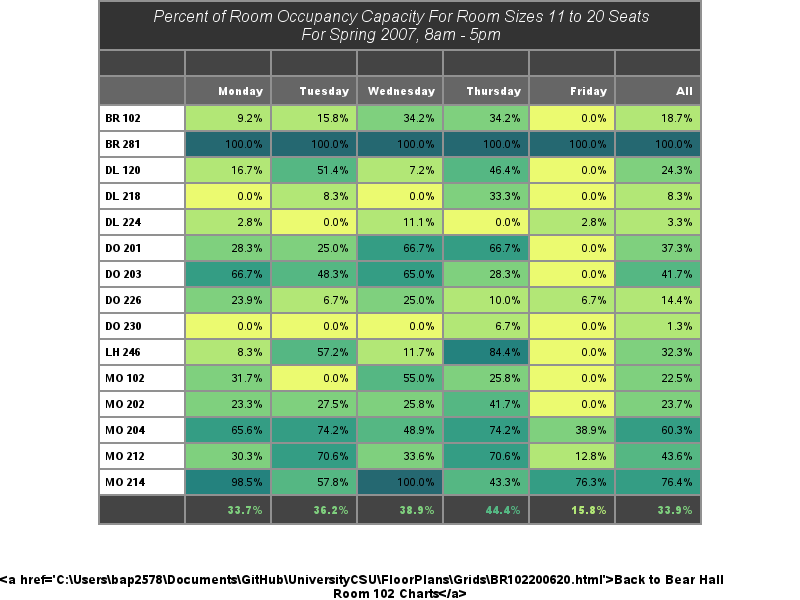 Percent of Room Occupancy Capacity For Room Sizes 11 to 20 Seats
For Spring 2007, 8am - 5pm
Monday Tuesday Wednesday Thursday Friday All
BR 102 9.2% 15.8% 34.2% 34.2% 0.0% 18.7%
BR 281 100.0% 100.0% 100.0% 100.0% 100.0% 100.0%
DL 120 16.7% 51.4% 7.2% 46.4% 0.0% 24.3%
DL 218 0.0% 8.3% 0.0% 33.3% 0.0% 8.3%
DL 224 2.8% 0.0% 11.1% 0.0% 2.8% 3.3%
DO 201 28.3% 25.0% 66.7% 66.7% 0.0% 37.3%
DO 203 66.7% 48.3% 65.0% 28.3% 0.0% 41.7%
DO 226 23.9% 6.7% 25.0% 10.0% 6.7% 14.4%
DO 230 0.0% 0.0% 0.0% 6.7% 0.0% 1.3%
LH 246 8.3% 57.2% 11.7% 84.4% 0.0% 32.3%
MO 102 31.7% 0.0% 55.0% 25.8% 0.0% 22.5%
MO 202 23.3% 27.5% 25.8% 41.7% 0.0% 23.7%
MO 204 65.6% 74.2% 48.9% 74.2% 38.9% 60.3%
MO 212 30.3% 70.6% 33.6% 70.6% 12.8% 43.6%
MO 214 98.5% 57.8% 100.0% 43.3% 76.3% 76.4%
33.7% 36.2% 38.9% 44.4% 15.8% 33.9%
<a href='C:\Users\bap2578\Documents\GitHub\UniversityCSU\FloorPlans\Grids\BR102200620.html'>Back to Bear Hall
Room 102 Charts</a>